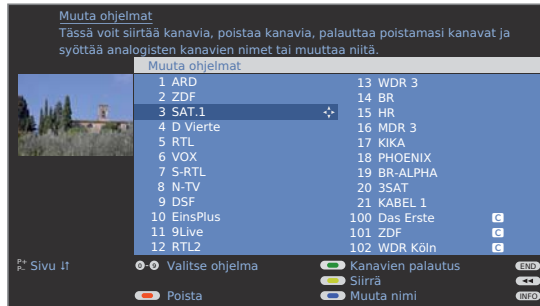 Muuta ohjelmat
Tässä voit siirtää kanavia, poistaa kanavia, palauttaa poistamasi kanavat ja
syöttää analogisten kanavien nimet tai muuttaa niitä.
Muuta ohjelmat
1 ARD
2 ZDF
3 SAT.1
4 D Vierte
5 RTL
6 VOX
7 S-RTL
8 N-TV
9 DSF
10 EinsPlus
11 9Live
12 RTL2
13 WDR 3
14 BR
15 HR
16 MDR 3
17 KIKA
18 PHOENIX
19 BR-ALPHA
20 3SAT
21 KABEL 1
100 Das Erste C
101 ZDF C
102 WDR Köln C
P+
P- Sivu ↓↑
0-9 Valitse ohjelma
Kanavien palautus
END
Siirrä
Poista
Muuta nimi
INFO